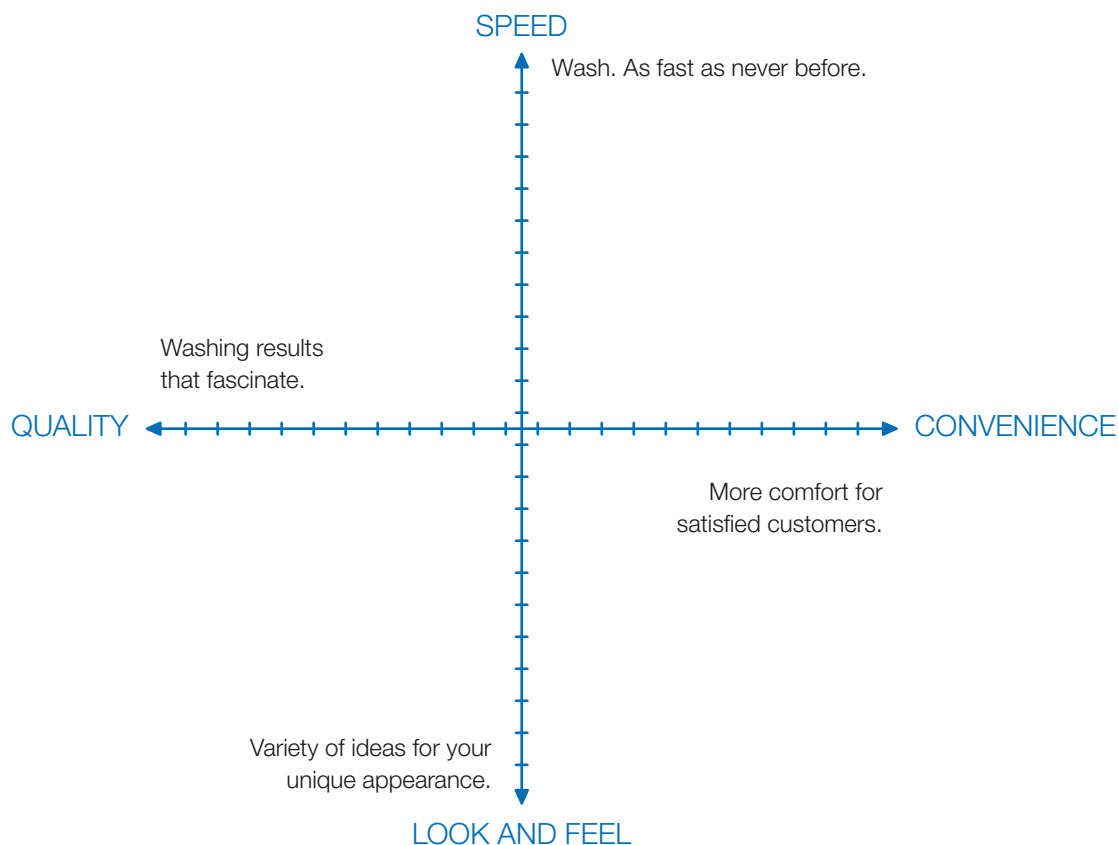 SPEED
Wash. As fast as never before.
Washing results
that fascinate.
QUALITY
CONVENIENCE
More comfort for
satisfied customers.
Variety of ideas for your
unique appearance.
LOOK AND FEEL